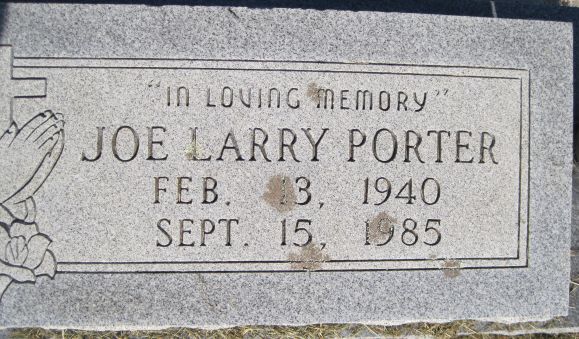 "IN LOVING MEMORY"
JOE LARRY PORTER
FEB. 13, 1940
SEPT. 15, 1985